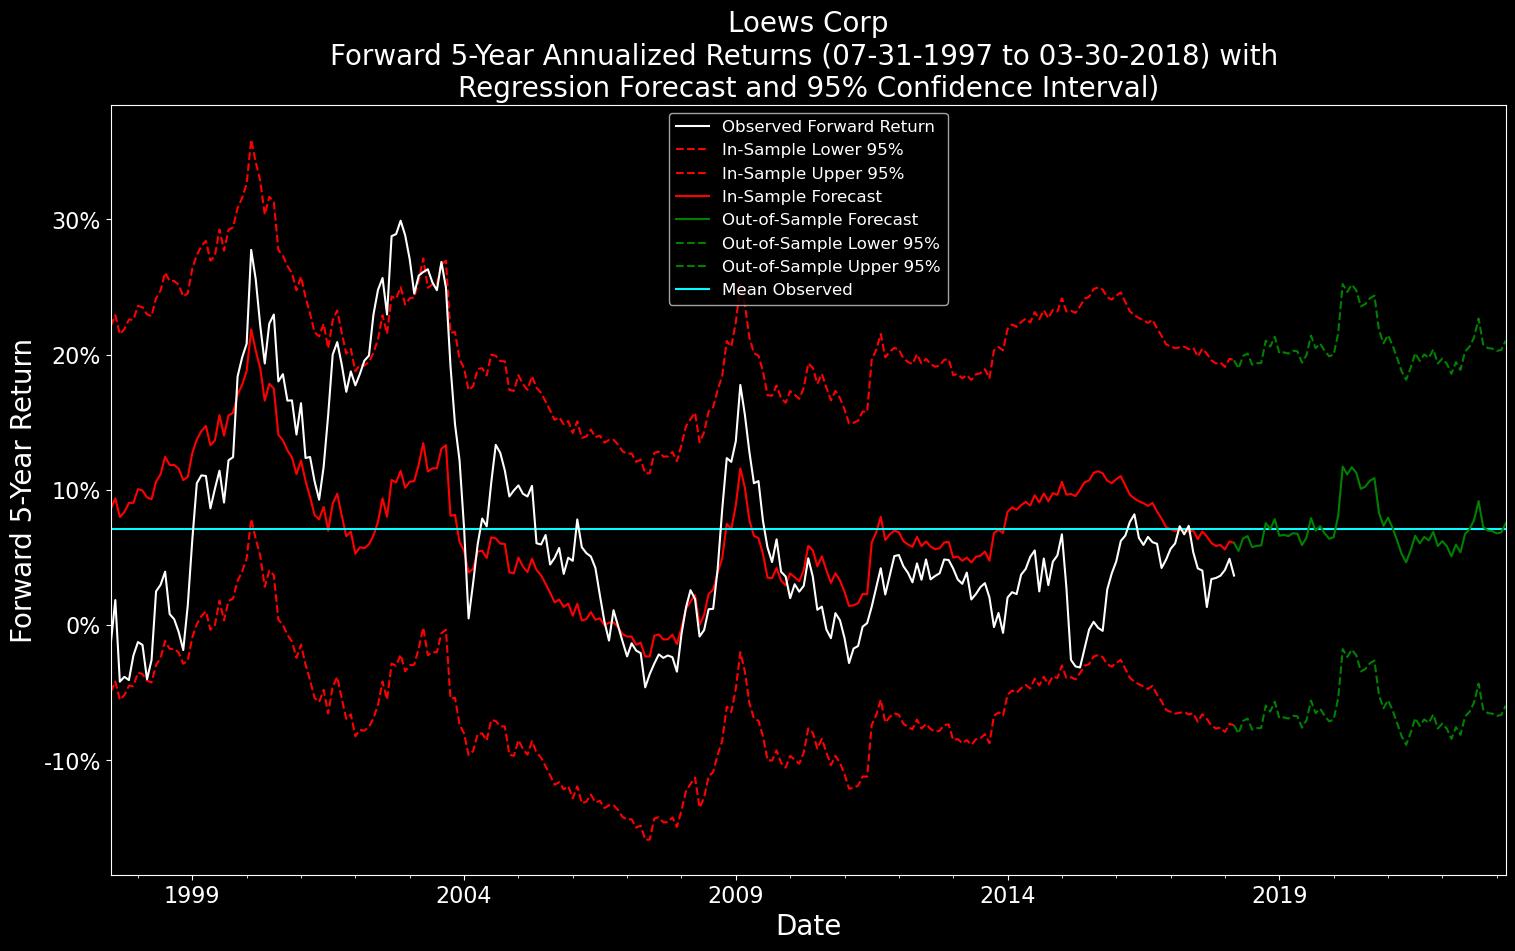 Loews Corp
Forward 5-Year Annualized Returns (07-31-1997 to 03-30-2018) with
Regression Forecast and 95% Confidence Interval)
Observed Forward Return
In-Sample Lower 95%
In-Sample Upper 95%
In-Sample Forecast
Out-of-Sample Forecast
Out-of-Sample Lower 95%
Out-of-Sample Upper 95%
Mean Observed
Forward 5-Year Return
30%
20%
10%
0%
-10%
1999
2004
2009
2014
2019
Date